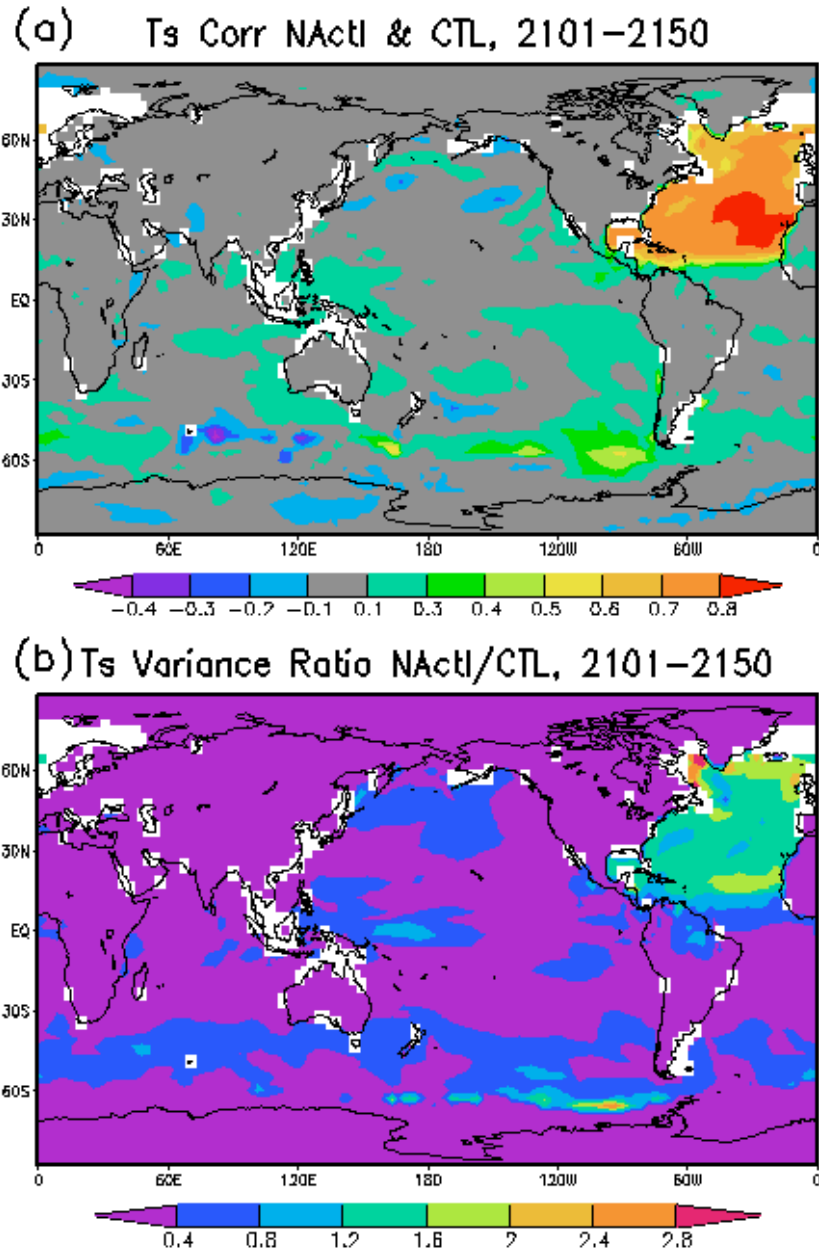 (a) Ts Corr NActl & CTL, 2101-2150
60N
30N
EQ
30S
60S
0 60E 120E 180 120W 60W 0
-0.4 -0.3 -0.2 -0.1 0.1 0.3 0.4 0.5 0.6 0.7 0.8
(b) Ts Variance Ratio NActl/CTL, 2101-2150
60N
30N
EQ
30S
60S
0 60E 120E 180 120W 60W 0
0.4 0.8 1.2 1.6 2 2.4 2.8